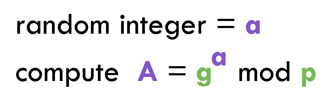 random integer = a
compute A = gᵃ mod p